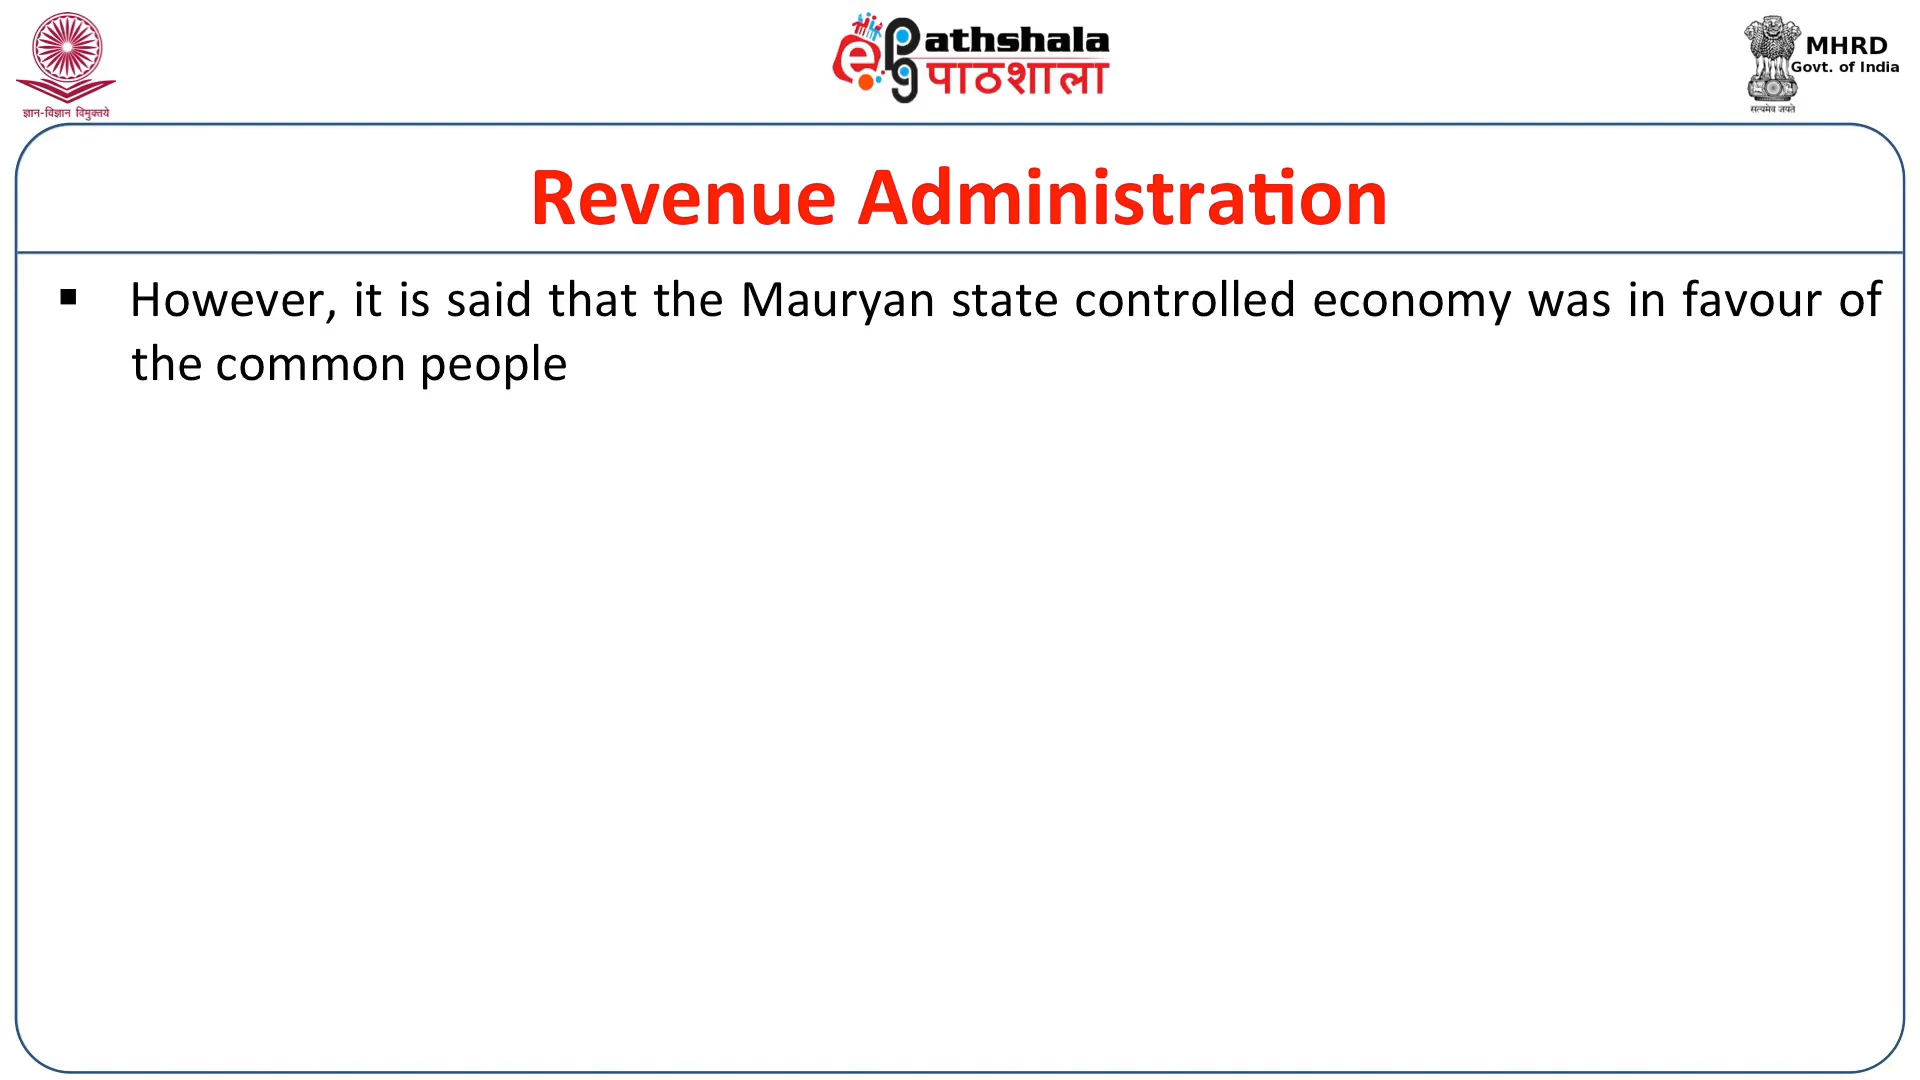 ज्ञान-विज्ञान विमुक्तये
ePathshala
पाठशाला
MHRD
Govt. of India
सत्यमेव जयते
Revenue Administration
▪ However, it is said that the Mauryan state controlled economy was in favour of
the common people